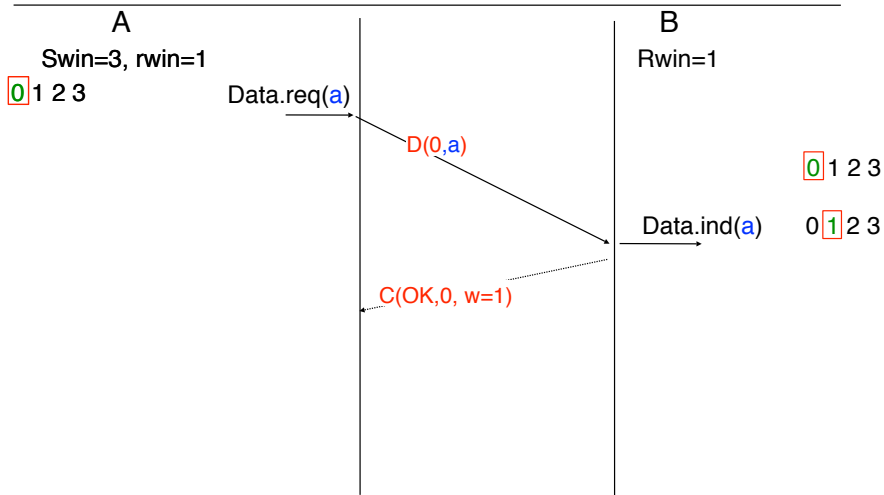 A
B
Swin=3, rwin=1
Rwin=1
0 1 2 3
Data.req(a)
D(0,a)
0 1 2 3
Data.ind(a)
0 1 2 3
C(OK,0, w=1)